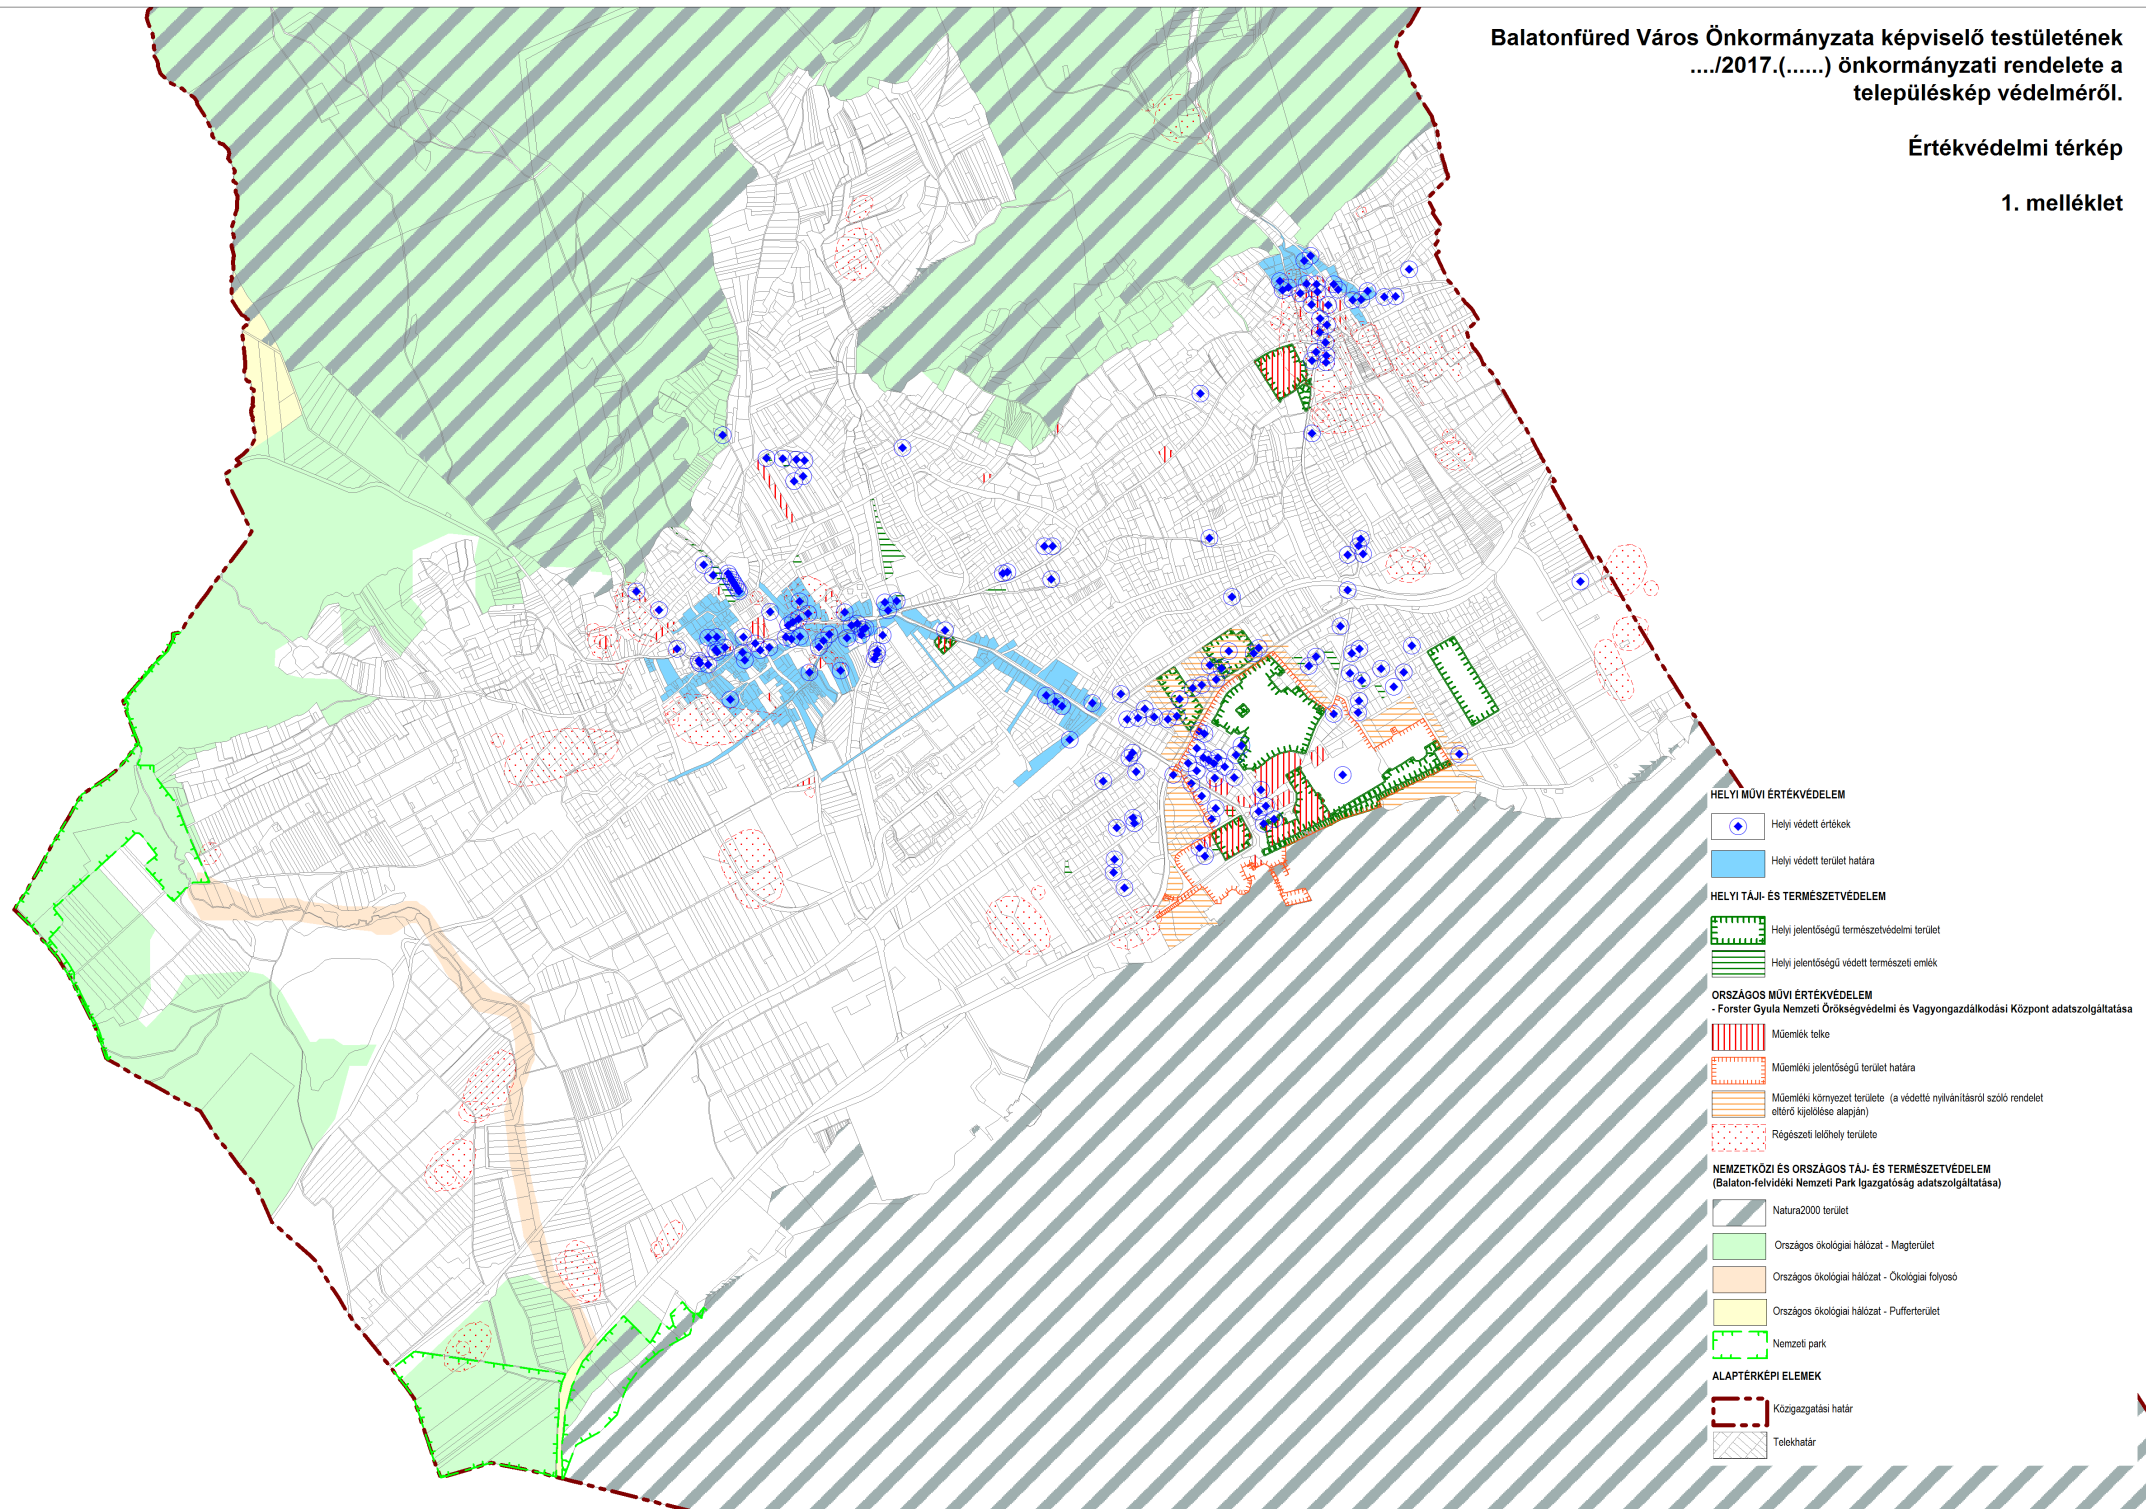 Balatonfüred Város Önkormányzata képviselő testületének
..../2017.(......) önkormányzati rendelete a
településkép védelméről.
Értékvédelmi térkép
1. melléklet
HELYI MŰVI ÉRTÉKVÉDELEM
Helyi védett értékek
Helyi védett terület határa
HELYI TÁJI- ÉS TERMÉSZETVÉDELEM
Helyi jelentőségű természetvédelmi terület
Helyi jelentőségű védett természeti emlék
ORSZÁGOS MŰVI ÉRTÉKVÉDELEM
- Forster Gyula Nemzeti Örökségvédelmi és Vagyongazdálkodási Központ adatszolgáltatása
Műemlék telke
Műemléki jelentőségű terület határa
Műemléki környezet területe (a védetté nyilvánításról szóló rendelet
eltérő kijelölése alapján)
Régészeti lelőhely területe
NEMZETKÖZI ÉS ORSZÁGOS TÁJ- ÉS TERMÉSZETVÉDELEM
(Balaton-felvidéki Nemzeti Park Igazgatóság adatszolgáltatása)
Natura2000 terület
Országos ökológiai hálózat - Magterület
Országos ökológiai hálózat - Ökológiai folyosó
Országos ökológiai hálózat - Pufferterület
Nemzeti park
ALAPTÉRKÉPI ELEMEK
Közigazgatási határ
Telekhatár